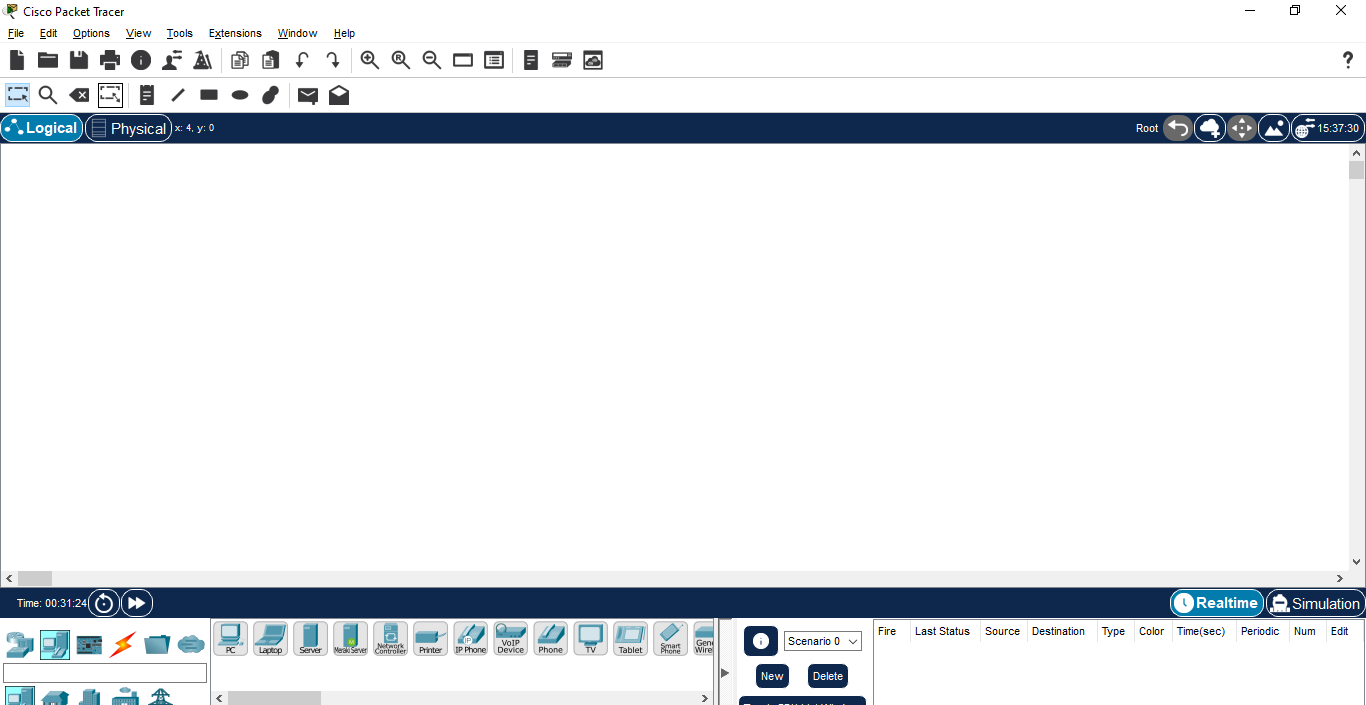 Cisco Packet Tracer
File Edit Options View Tools Extensions Window Help
?
Logical Physical x: 4, y: 0 Root 15:37:30
Time: 00:31:24 Realtime Simulation
PC Laptop Server Meraki Server Network Controller Printer IP Phone VoIP Device Phone TV Tablet Smart Phone
Scenario 0
New Delete
Fire Last Status Source Destination Type Color Time(sec) Periodic Num Edit